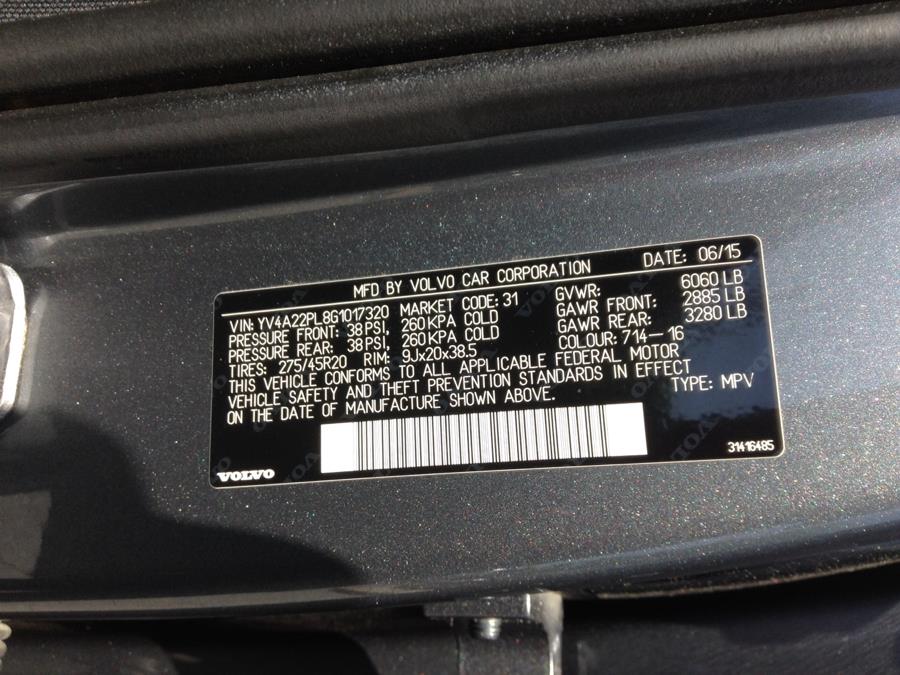 MFD BY VOLVO CAR CORPORATION DATE: 06/15
VIN: YV4A22PL8G1017320 MARKET CODE: 31 GVWR: 6060 LB
PRESSURE FRONT: 38 PSI, 260 KPA COLD GAWR FRONT: 2885 LB
PRESSURE REAR: 38 PSI, 260 KPA COLD GAWR REAR: 3280 LB
TIRES: 275/45R20 RIM: 9Jx20x38.5 COLOUR: 714-16
THIS VEHICLE CONFORMS TO ALL APPLICABLE FEDERAL MOTOR
VEHICLE SAFETY AND THEFT PREVENTION STANDARDS IN EFFECT
ON THE DATE OF MANUFACTURE SHOWN ABOVE. TYPE: MPV
31416485
VOLVO